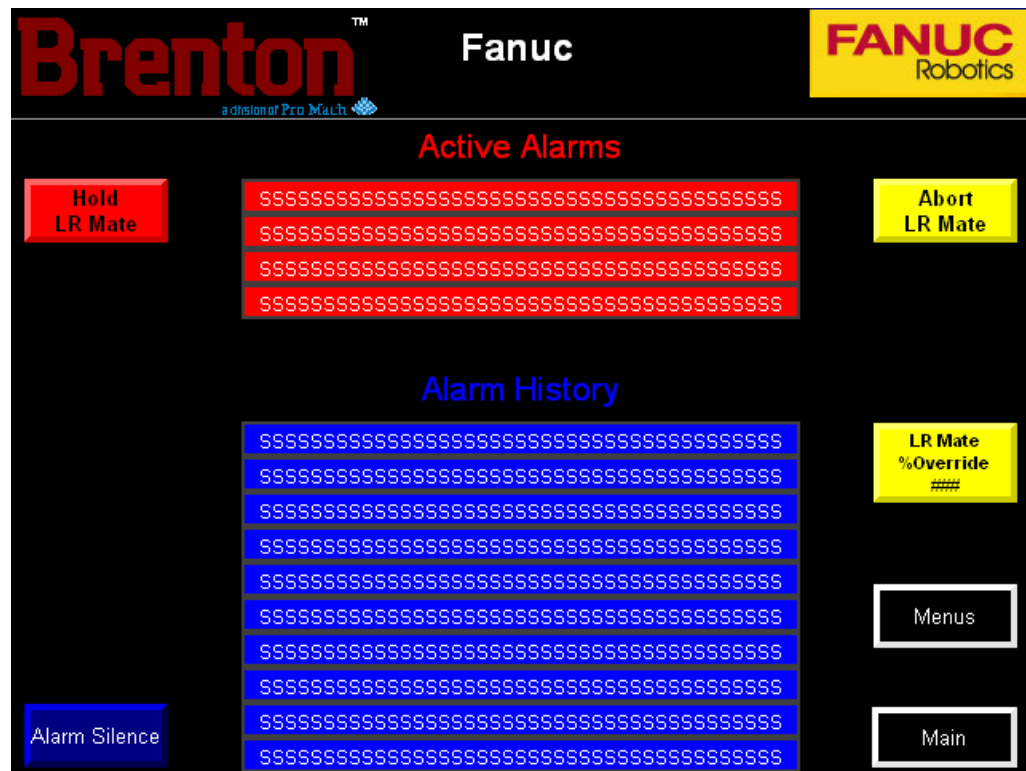 Brenton™
a division of Pro Mach
Fanuc
FANUC
Robotics
Active Alarms
Hold
LR Mate
SSSSSSSSSSSSSSSSSSSSSSSSSSSSSSSSSSSSSSSS
SSSSSSSSSSSSSSSSSSSSSSSSSSSSSSSSSSSSSSSS
SSSSSSSSSSSSSSSSSSSSSSSSSSSSSSSSSSSSSSSS
SSSSSSSSSSSSSSSSSSSSSSSSSSSSSSSSSSSSSSSS
Abort
LR Mate
Alarm History
SSSSSSSSSSSSSSSSSSSSSSSSSSSSSSSSSSSSSSSS
SSSSSSSSSSSSSSSSSSSSSSSSSSSSSSSSSSSSSSSS
SSSSSSSSSSSSSSSSSSSSSSSSSSSSSSSSSSSSSSSS
SSSSSSSSSSSSSSSSSSSSSSSSSSSSSSSSSSSSSSSS
SSSSSSSSSSSSSSSSSSSSSSSSSSSSSSSSSSSSSSSS
SSSSSSSSSSSSSSSSSSSSSSSSSSSSSSSSSSSSSSSS
SSSSSSSSSSSSSSSSSSSSSSSSSSSSSSSSSSSSSSSS
SSSSSSSSSSSSSSSSSSSSSSSSSSSSSSSSSSSSSSSS
SSSSSSSSSSSSSSSSSSSSSSSSSSSSSSSSSSSSSSSS
SSSSSSSSSSSSSSSSSSSSSSSSSSSSSSSSSSSSSSSS
LR Mate
%Override
###
Menus
Alarm Silence
Main